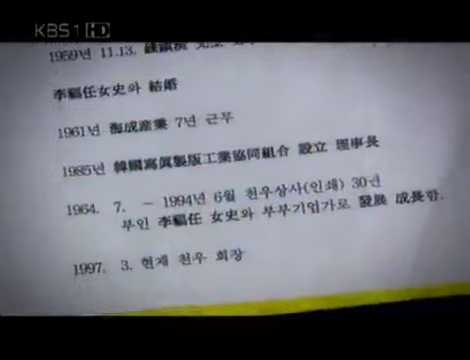 KBS1 HD
1959년 11.13.
李福任女史와 結婚
1961년 海成産業 7년 근무
1985년 韓國寫眞製版工業協同組合 設立 理事長
1964. 7. ~ 1994년 6월 천우상사(인쇄) 30년
부인 李福任 女史와 부부기업가로 發展 成長함.
1997. 3. 현재 천우 회장